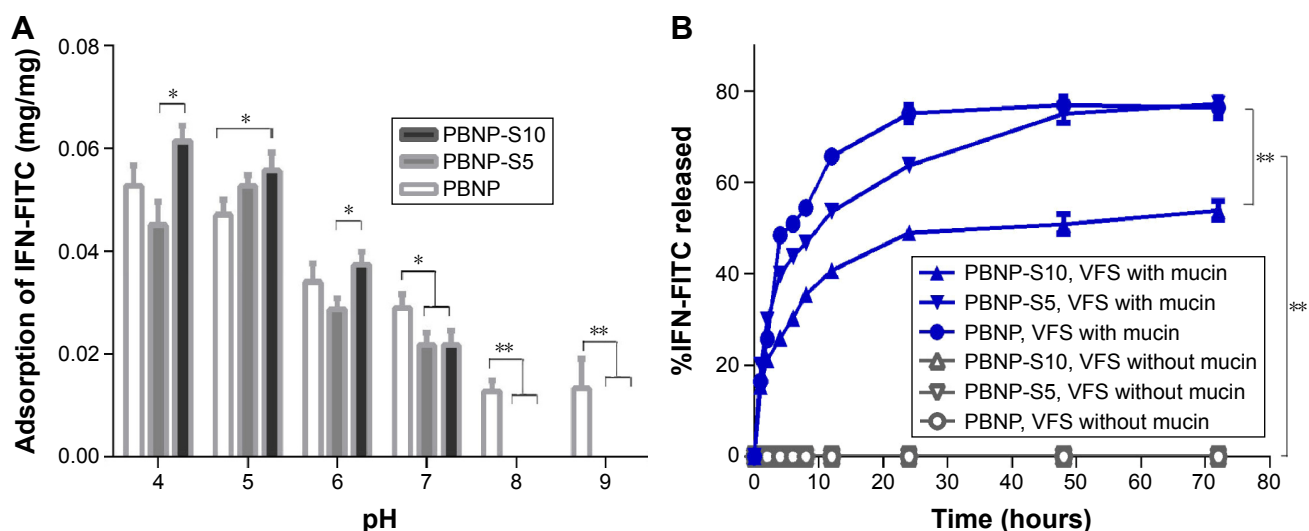 A
Adsorption of IFN-FITC (mg/mg)
0.08
0.06
0.04
0.02
0.00
* * * * ** **
PBNP-S10
PBNP-S5
PBNP
4 5 6 7 8 9
pH
B
%IFN-FITC released
80
60
40
20
0
**
**
PBNP-S10, VFS with mucin
PBNP-S5, VFS with mucin
PBNP, VFS with mucin
PBNP-S10, VFS without mucin
PBNP-S5, VFS without mucin
PBNP, VFS without mucin
0 10 20 30 40 50 60 70 80
Time (hours)